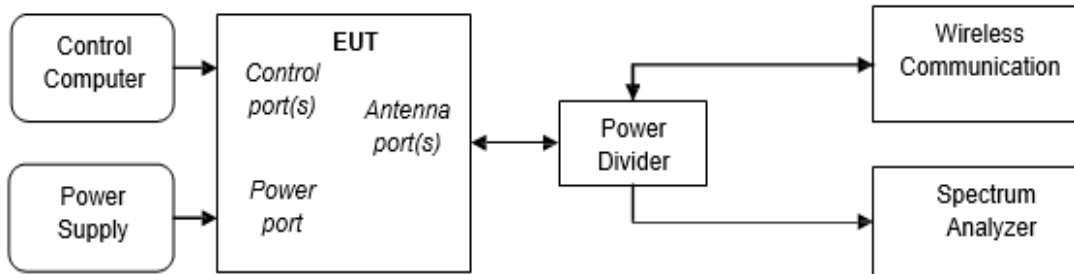 Control
Computer
EUT
Control
port(s)
Antenna
port(s)
Power
port
Power
Supply
Power
Divider
Wireless
Communication
Spectrum
Analyzer